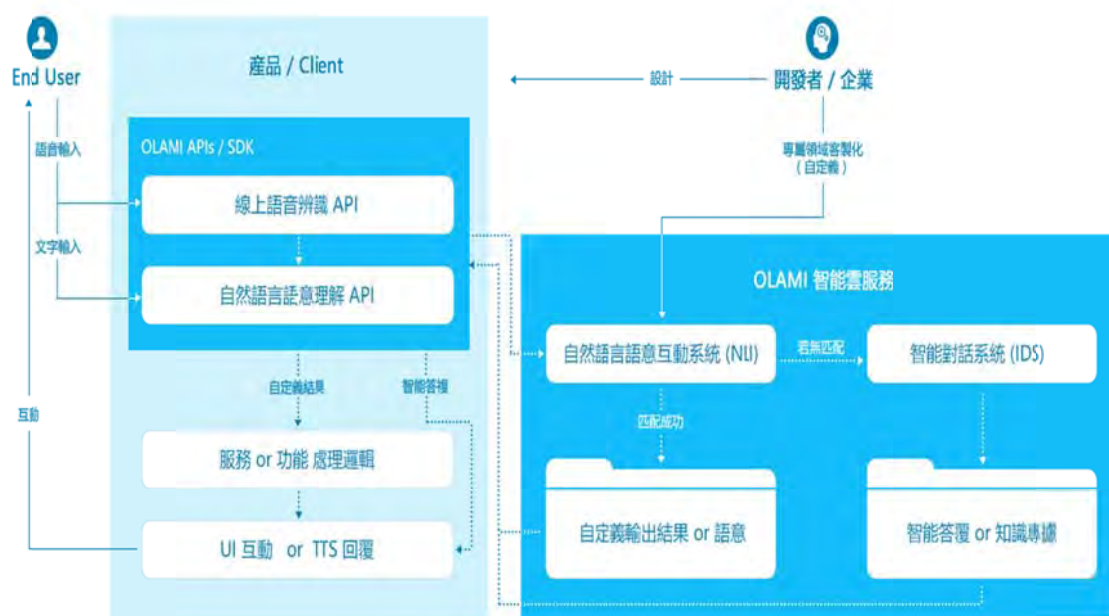 End User
產品 / Client
開發者 / 企業
設計
語音輸入
文字輸入
互動
OLAMI APIs / SDK
線上語音辨識 API
自然語言語意理解 API
自定義結果
智能答複
服務 or 功能 處理邏輯
UI 互動 or TTS 回覆
專屬領域客製化
( 自定義 )
OLAMI 智能雲服務
自然語言語意互動系統 (NLI)
若無匹配
智能對話系統 (IDS)
匹配成功
自定義輸出結果 or 語意
智能答覆 or 知識專據